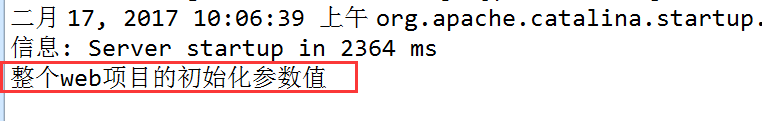 二月 17, 2017 10:06:39 上午 org.apache.catalina.startup.
信息: Server startup in 2364 ms
整个web项目的初始化参数值